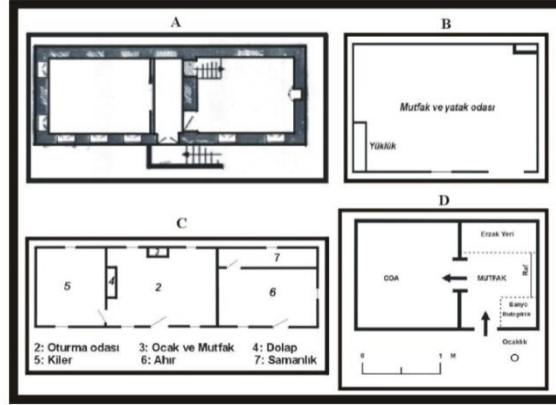 A
B
Mutfak ve yatak odası
Yüklük
C
5
4
3
2
7
6
2: Oturma odası 3: Ocak ve Mutfak 4: Dolap
5: Kiler 6: Ahır 7: Samanlık
D
Erzak Yeri
ODA
MUTFAK
Raf
Banyo
Ocaklık
0 1 M